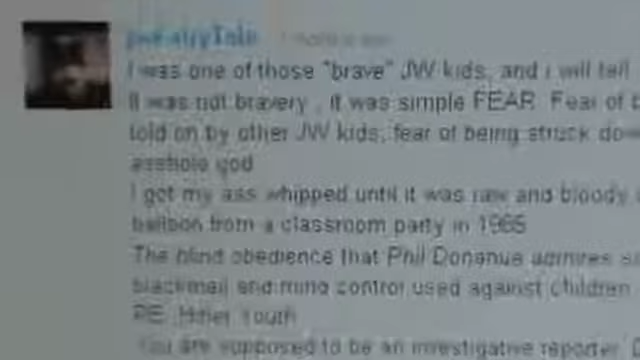 I was one of those "brave" JW kids, and i will tell
It was not bravery , it was simple FEAR Fear of
told on by other JW kids, fear of being struck
asshole god
I got my ass whipped until it was raw and bloody
balloon from a classroom party in 1965
The blind obedience that Phil Donahue admires
blackmail and mind control used against children
RE Hitler Youth
You are supposed to be an investigative reporter,